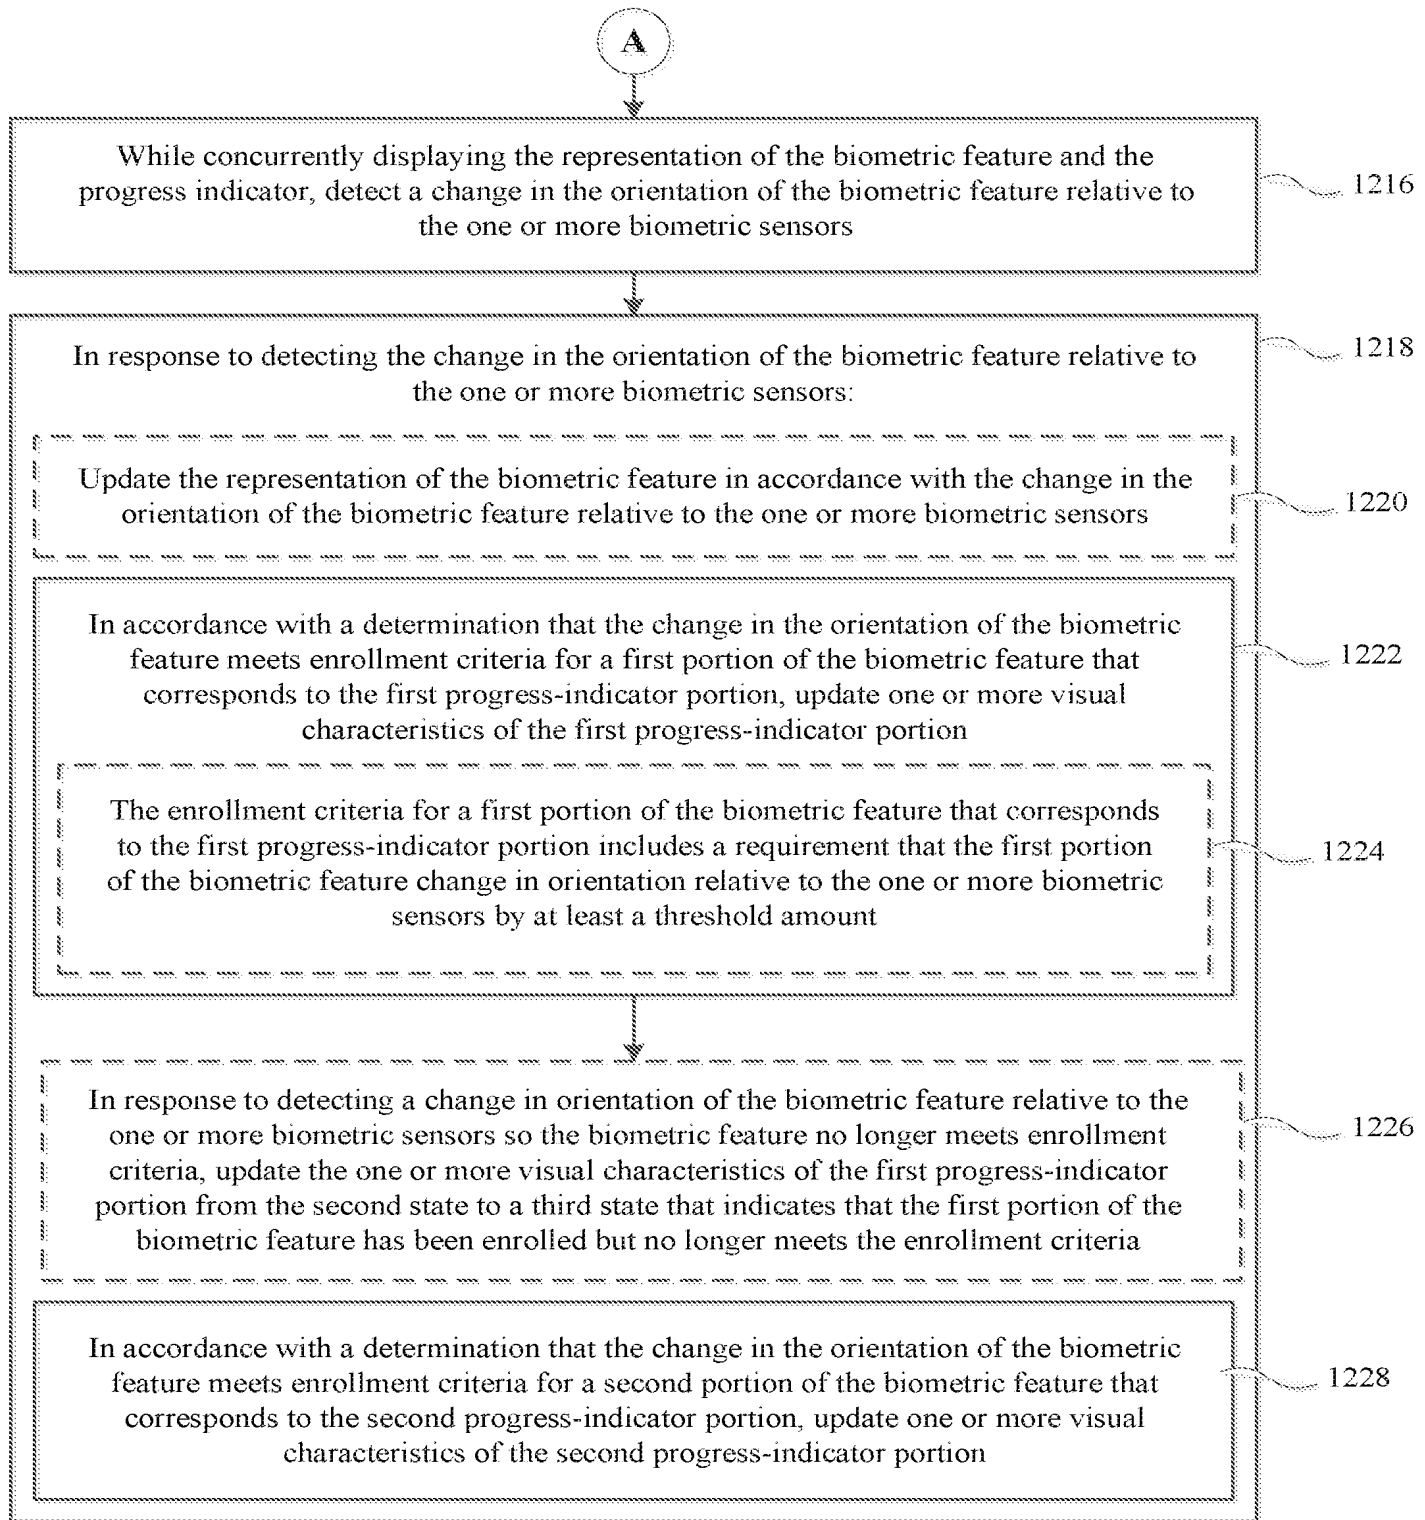 A
While concurrently displaying the representation of the biometric feature and the
progress indicator, detect a change in the orientation of the biometric feature relative to
the one or more biometric sensors
1216
In response to detecting the change in the orientation of the biometric feature relative to
the one or more biometric sensors:
1218
Update the representation of the biometric feature in accordance with the change in the
orientation of the biometric feature relative to the one or more biometric sensors
1220
In accordance with a determination that the change in the orientation of the biometric
feature meets enrollment criteria for a first portion of the biometric feature that
corresponds to the first progress-indicator portion, update one or more visual
characteristics of the first progress-indicator portion
1222
The enrollment criteria for a first portion of the biometric feature that corresponds
to the first progress-indicator portion includes a requirement that the first portion
of the biometric feature change in orientation relative to the one or more biometric
sensors by at least a threshold amount
1224
In response to detecting a change in orientation of the biometric feature relative to the
one or more biometric sensors so the biometric feature no longer meets enrollment
criteria, update the one or more visual characteristics of the first progress-indicator
portion from the second state to a third state that indicates that the first portion of the
biometric feature has been enrolled but no longer meets the enrollment criteria
1226
In accordance with a determination that the change in the orientation of the biometric
feature meets enrollment criteria for a second portion of the biometric feature that
corresponds to the second progress-indicator portion, update one or more visual
characteristics of the second progress-indicator portion
1228